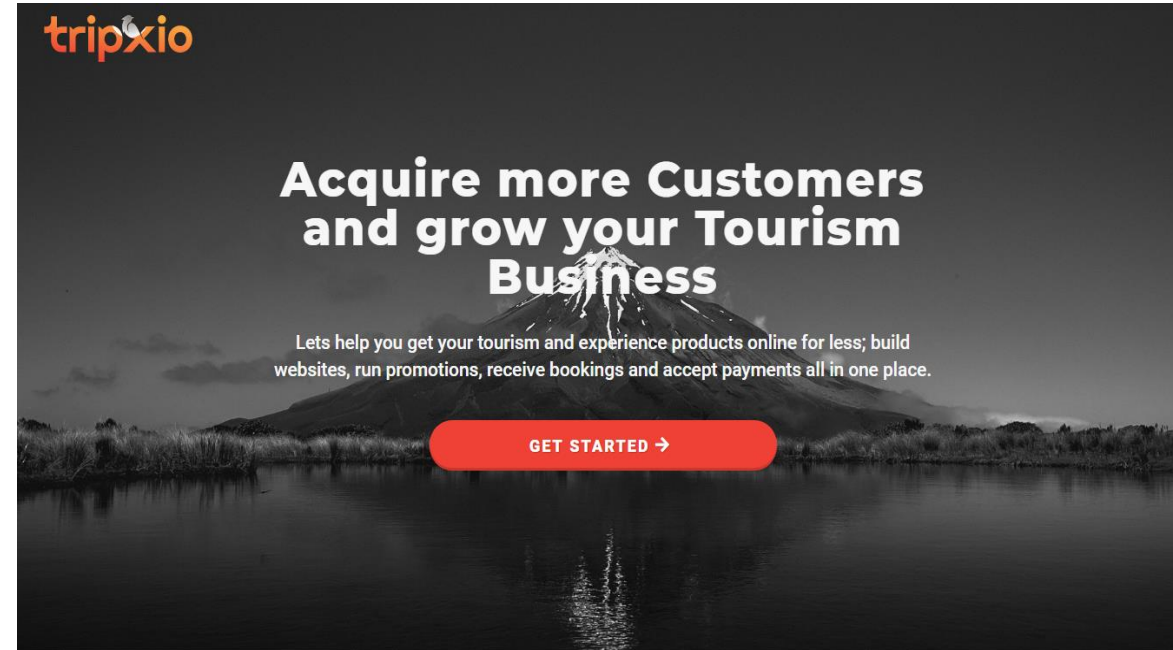 tripxio
Acquire more Customers
and grow your Tourism
Business
Lets help you get your tourism and experience products online for less; build
websites, run promotions, receive bookings and accept payments all in one place.
GET STARTED →